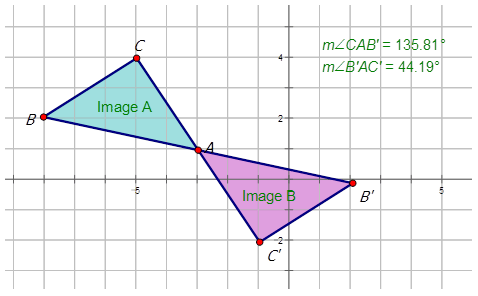 C
m∠CAB' = 135.81°
4
m∠B'AC' = 44.19°
Image A
B
2
A
-5
5
Image B
B'
-2
C'